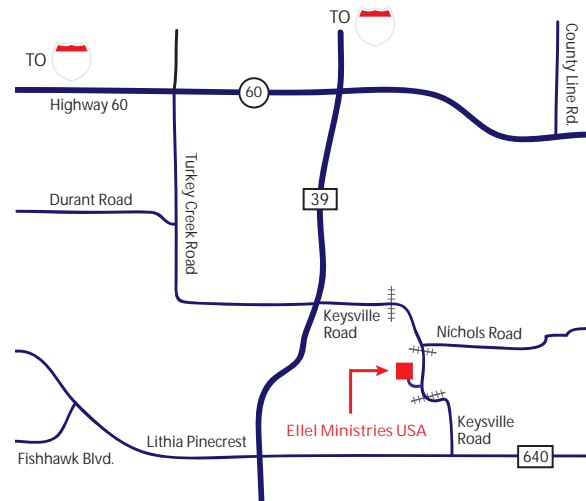 TO
TO
County Line Rd.
60
Highway 60
Turkey Creek Road
Durant Road
39
Keysville
Road
Nichols Road
Ellel Ministries USA
Keysville
Road
Lithia Pinecrest
Fishhawk Blvd.
640